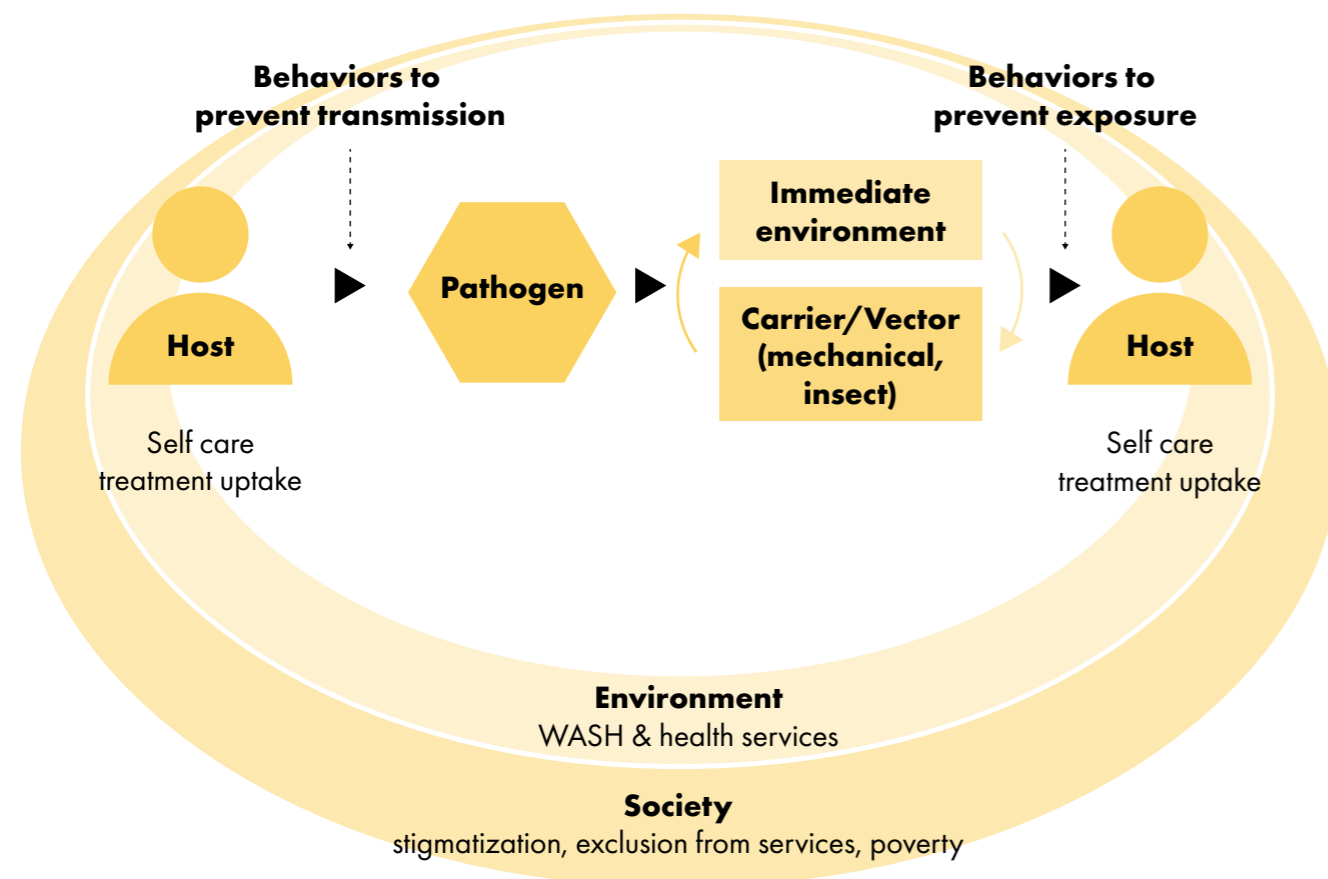 Behaviors to
prevent transmission
Behaviors to
prevent exposure
Host
Self care
treatment uptake
Pathogen
Immediate
environment
Carrier/Vector
(mechanical,
insect)
Host
Self care
treatment uptake
Environment
WASH & health services
Society
stigmatization, exclusion from services, poverty